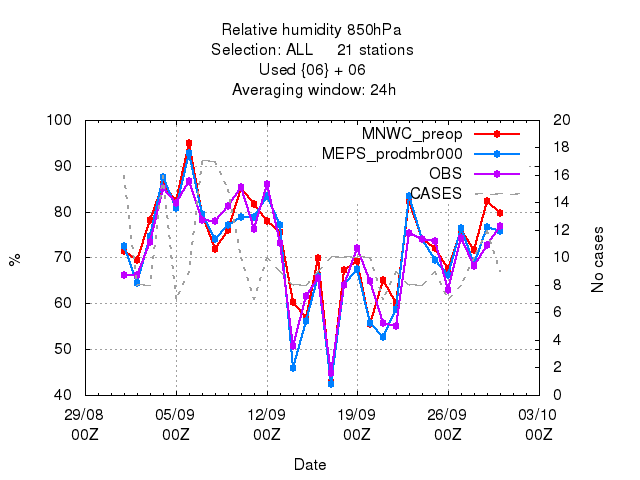 Relative humidity 850hPa
Selection: ALL 21 stations
Used {06} + 06
Averaging window: 24h
100 20
MNWC_preop
18
MEPS_prodmbr000
90
16
OBS
CASES
14
80
12
%
70
10
No cases
8
60
6
50
4
2
40 0
29/08 05/09 12/09 19/09 26/09 03/10
00Z 00Z 00Z 00Z 00Z 00Z
Date